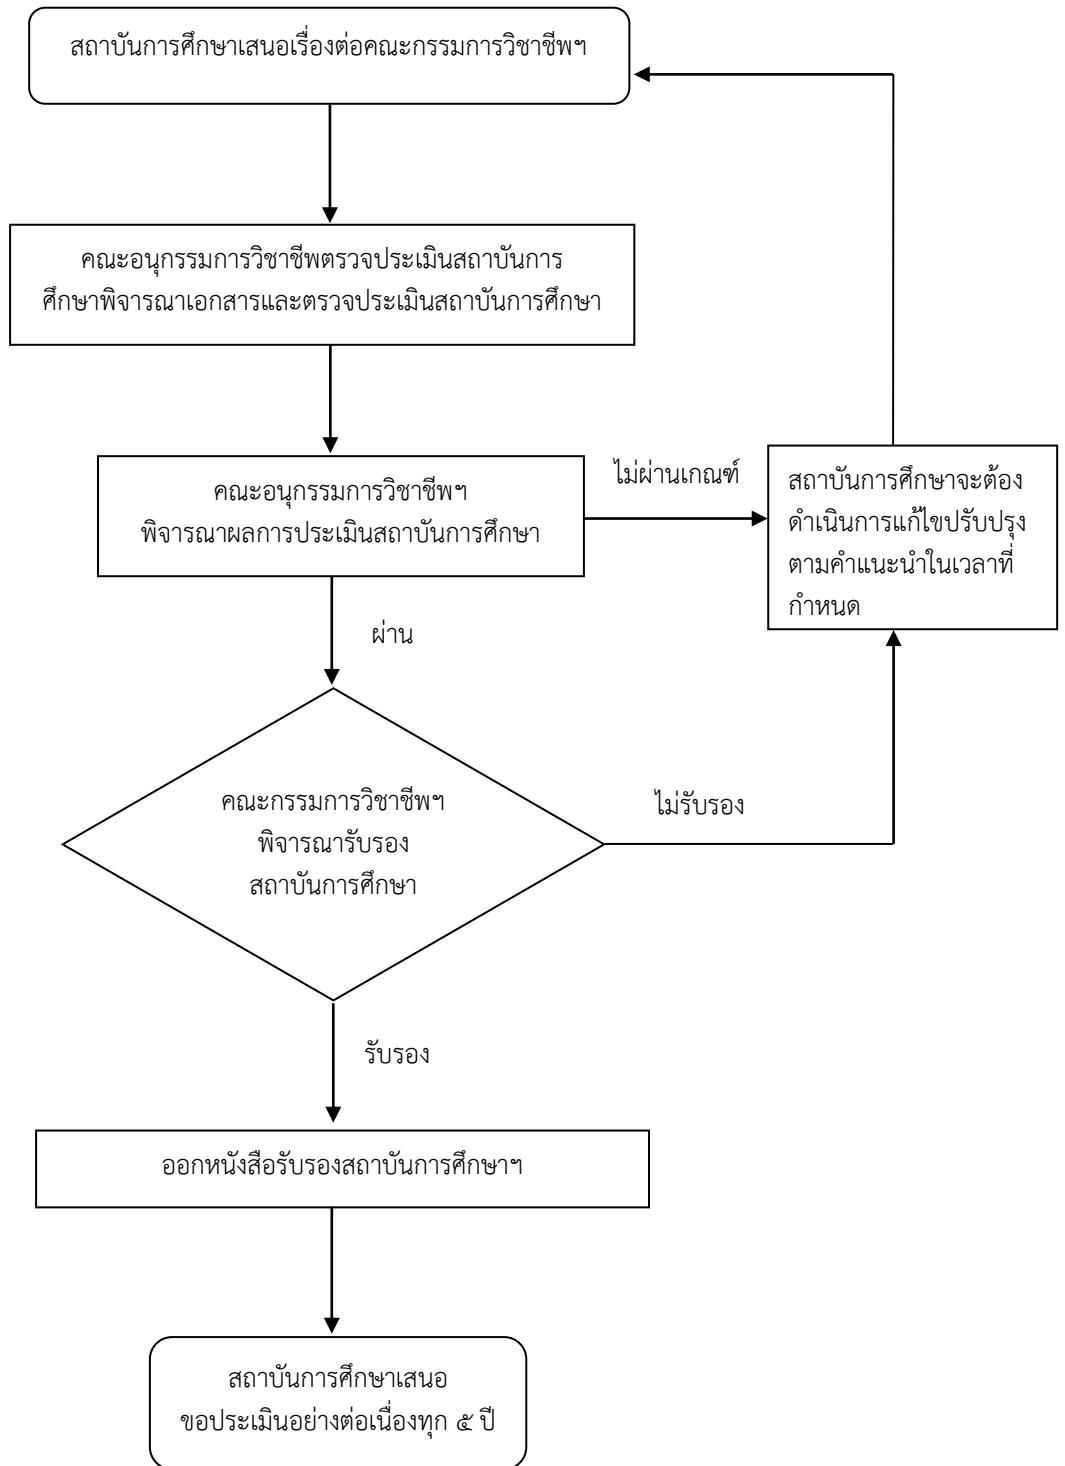 สถาบันการศึกษาเสนอเรื่องต่อคณะกรรมการวิชาชีพฯ
คณะอนุกรรมการวิชาชีพตรวจประเมินสถาบันการ
ศึกษาพิจารณาเอกสารและตรวจประเมินสถาบันการศึกษา
คณะอนุกรรมการวิชาชีพฯ
พิจารณาผลการประเมินสถาบันการศึกษา
ไม่ผ่านเกณฑ์
สถาบันการศึกษาจะต้อง
ดำเนินการแก้ไขปรับปรุง
ตามคำแนะนำในเวลาที่
กำหนด
ผ่าน
คณะกรรมการวิชาชีพฯ
พิจารณารับรอง
สถาบันการศึกษา
ไม่รับรอง
รับรอง
ออกหนังสือรับรองสถาบันการศึกษาฯ
สถาบันการศึกษาเสนอ
ขอประเมินอย่างต่อเนื่องทุก ๕ ปี